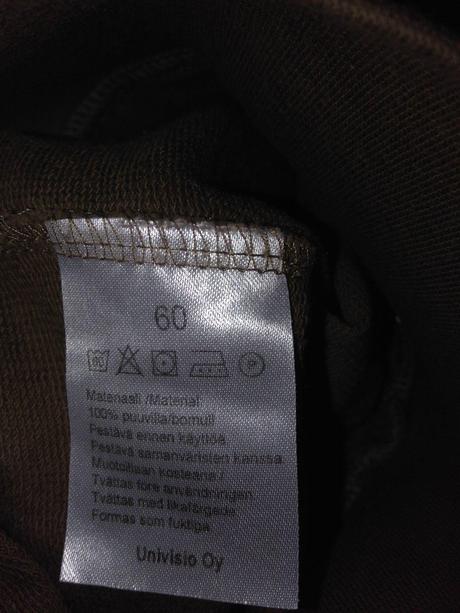 60
Materiaali /Material:
100% puuvilla/bomull
Pestävä ennen käyttöä
Pestävä samanväristen kanssa
Muotoillaan kosteana /
Tvättas före användningen
Tvättas med likafärgade
Formas som fuktiga
Univisio Oy